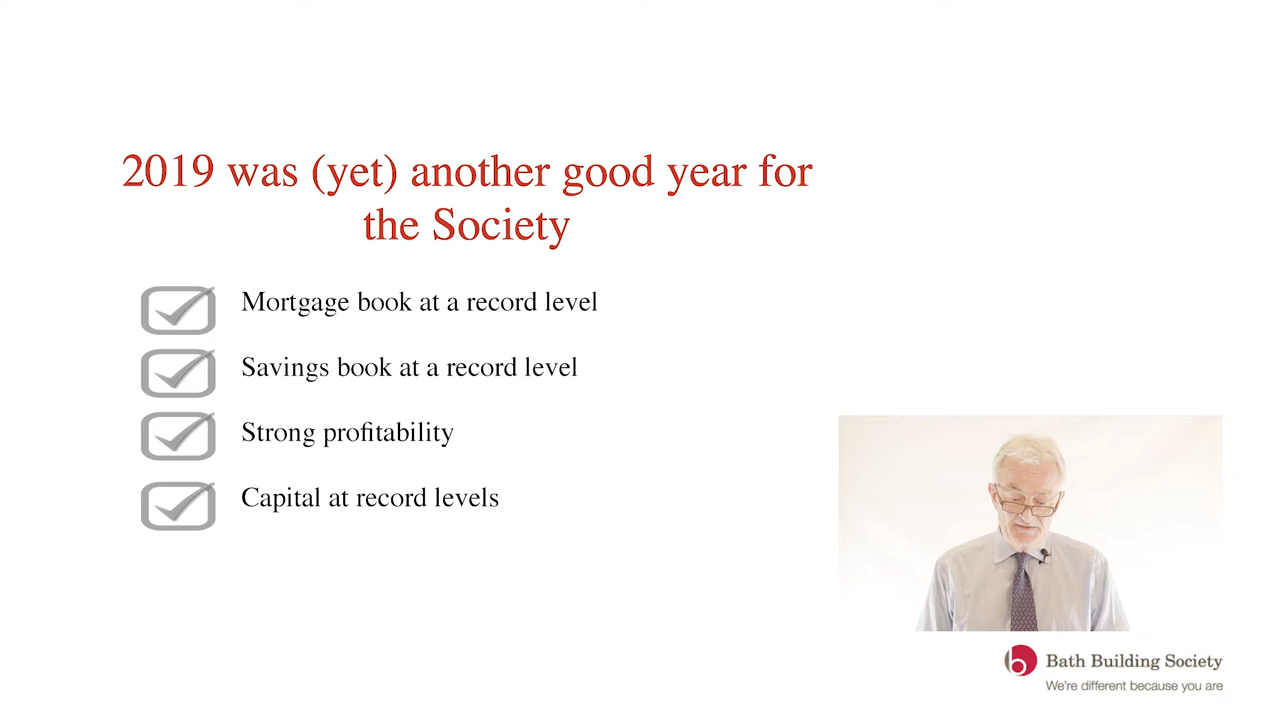 2019 was (yet) another good year for
the Society
Mortgage book at a record level
Savings book at a record level
Strong profitability
Capital at record levels
Bath Building Society
We're different because you are